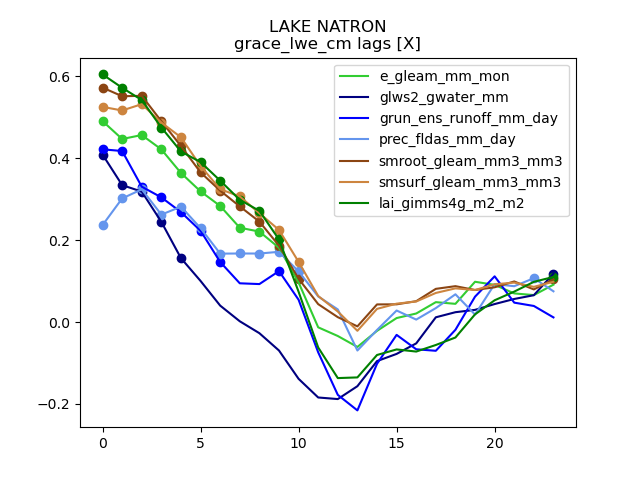 LAKE NATRON
grace_lwe_cm lags [X]
e_gleam_mm_mon
glws2_gwater_mm
grun_ens_runoff_mm_day
prec_fldas_mm_day
smroot_gleam_mm3_mm3
smsurf_gleam_mm3_mm3
lai_gimms4g_m2_m2
0.6
0.4
0.2
0.0
−0.2
0
5
10
15
20